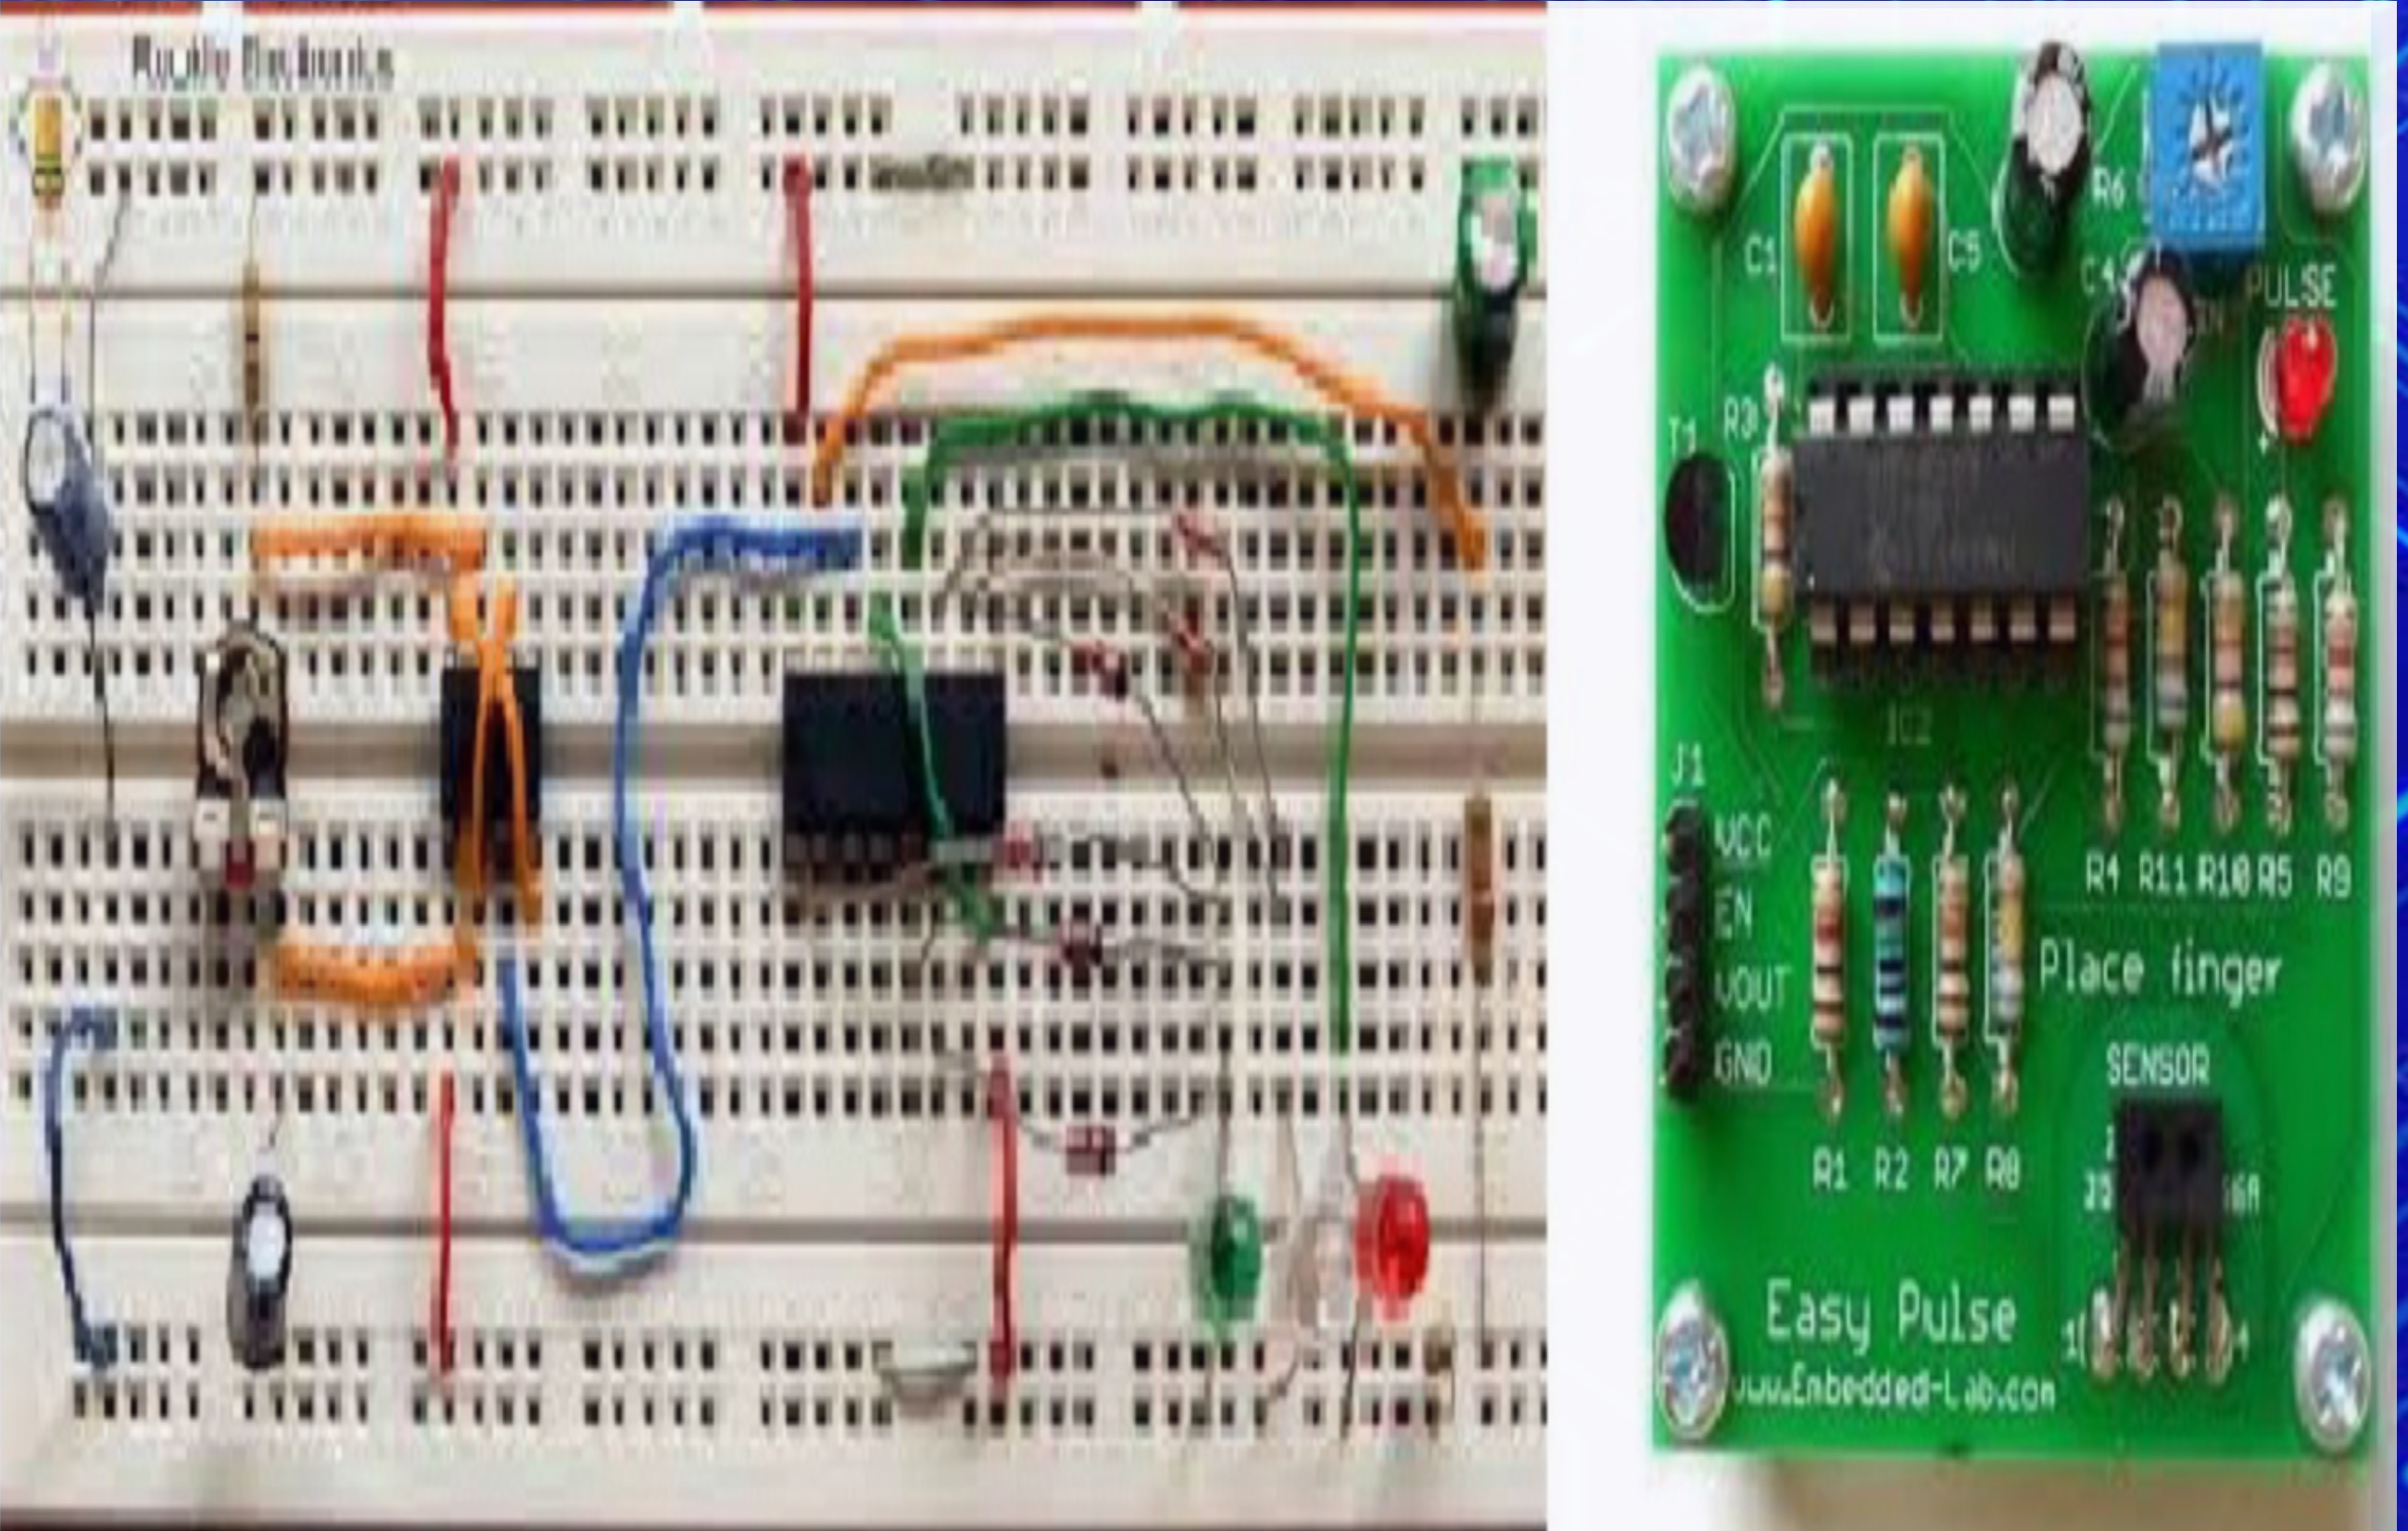 C1
C5
R6
C4
PULSE
R3
T1
IC2
J1
VCC
EN
VOUT
GND
R4 R11 R10 R5 R9
Place finger
SENSOR
R1 R2 R7 R8
Easy Pulse
www.Embedded-Lab.com